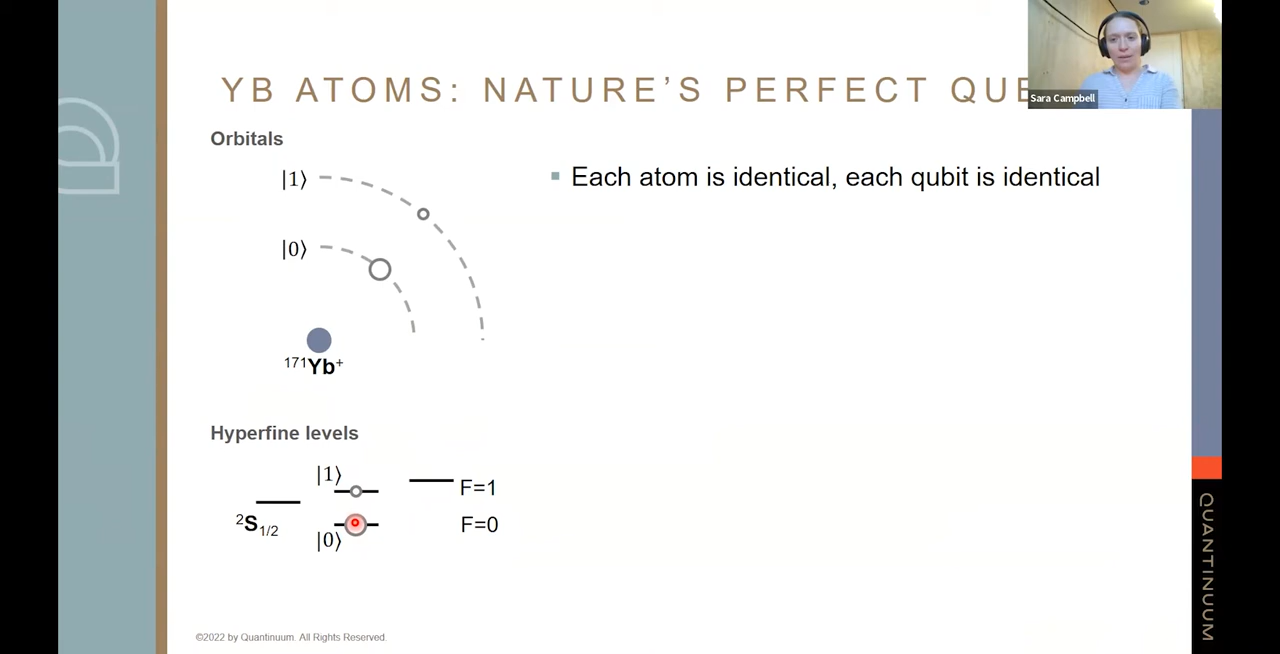 YB ATOMS: NATURE'S PERFECT
Sara Campbell
Orbitals
|1⟩
▪ Each atom is identical, each qubit is identical
|0⟩
¹⁷¹Yb⁺
Hyperfine levels
|1⟩
F=1
²S₁/₂
F=0
|0⟩
QUANTINUUM
©2022 by Quantinuum. All Rights Reserved.